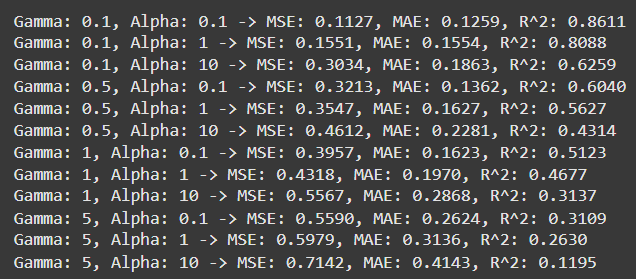 Gamma: 0.1, Alpha: 0.1 -> MSE: 0.1127, MAE: 0.1259, R^2: 0.8611
Gamma: 0.1, Alpha: 1 -> MSE: 0.1551, MAE: 0.1554, R^2: 0.8088
Gamma: 0.1, Alpha: 10 -> MSE: 0.3034, MAE: 0.1863, R^2: 0.6259
Gamma: 0.5, Alpha: 0.1 -> MSE: 0.3213, MAE: 0.1362, R^2: 0.6040
Gamma: 0.5, Alpha: 1 -> MSE: 0.3547, MAE: 0.1627, R^2: 0.5627
Gamma: 0.5, Alpha: 10 -> MSE: 0.4612, MAE: 0.2281, R^2: 0.4314
Gamma: 1, Alpha: 0.1 -> MSE: 0.3957, MAE: 0.1623, R^2: 0.5123
Gamma: 1, Alpha: 1 -> MSE: 0.4318, MAE: 0.1970, R^2: 0.4677
Gamma: 1, Alpha: 10 -> MSE: 0.5567, MAE: 0.2868, R^2: 0.3137
Gamma: 5, Alpha: 0.1 -> MSE: 0.5590, MAE: 0.2624, R^2: 0.3109
Gamma: 5, Alpha: 1 -> MSE: 0.5979, MAE: 0.3136, R^2: 0.2630
Gamma: 5, Alpha: 10 -> MSE: 0.7142, MAE: 0.4143, R^2: 0.1195